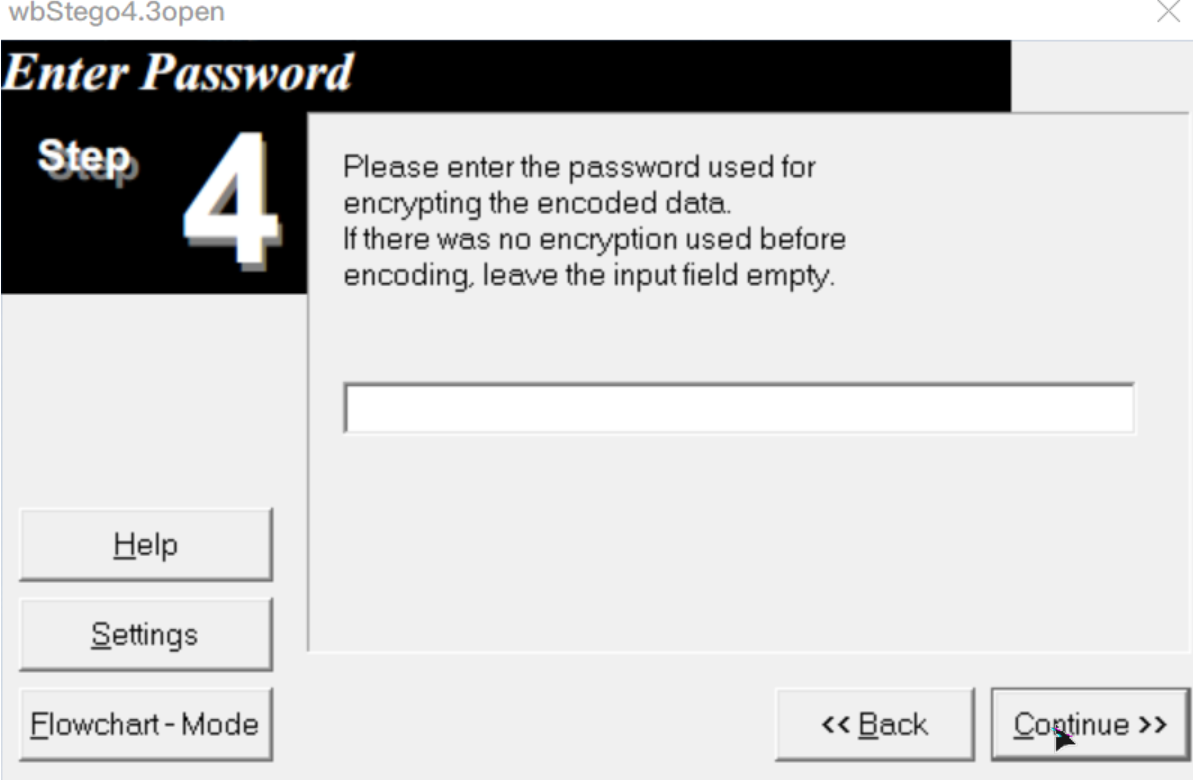 wbStego4.3open
Enter Password
Step 4
Please enter the password used for
encrypting the encoded data.
If there was no encryption used before
encoding, leave the input field empty.
Help
Settings
Flowchart - Mode
<< Back
Continue >>